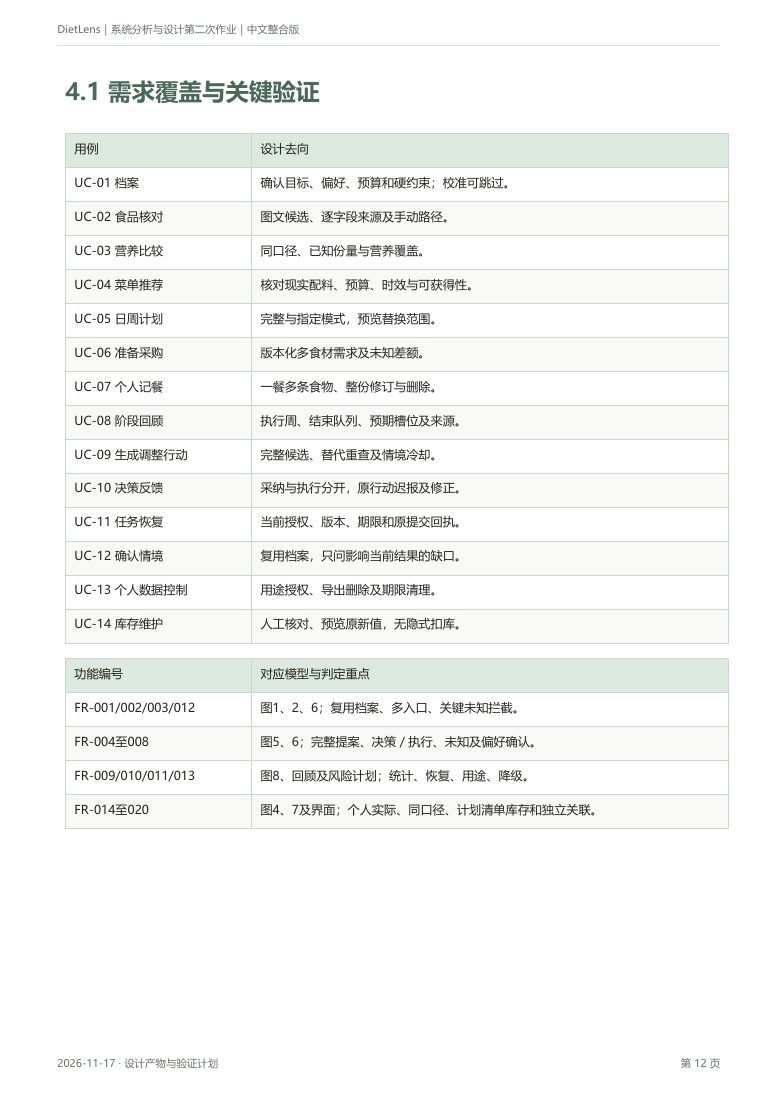 DietLens | 系统分析与设计第二次作业 | 中文整合版
4.1 需求覆盖与关键验证
用例 设计去向
UC-01 档案 确认目标、偏好、预算和硬约束；校准可跳过。
UC-02 食品核对 图文候选、逐字段来源及手动路径。
UC-03 营养比较 同口径、已知份量与营养覆盖。
UC-04 菜单推荐 核对现实配料、预算、时效与可获得性。
UC-05 日周计划 完整与指定模式，预览替换范围。
UC-06 准备采购 版本化多食材需求及未知差额。
UC-07 个人记餐 一餐多条食物、整份修订与删除。
UC-08 阶段回顾 执行周、结束队列、预期槽位及来源。
UC-09 生成调整行动 完整候选、替代重查及情境冷却。
UC-10 决策反馈 采纳与执行分开，原行动迟报及修正。
UC-11 任务恢复 当前授权、版本、期限和原提交回执。
UC-12 确认情境 复用档案，只问影响当前结果的缺口。
UC-13 个人数据控制 用途授权、导出删除及期限清理。
UC-14 库存维护 人工核对、预览原新值，无隐式扣库。
功能编号 对应模型与判定重点
FR-001/002/003/012 图1、2、6；复用档案、多入口、关键未知拦截。
FR-004至008 图5、6；完整提案、决策 / 执行、未知及偏好确认。
FR-009/010/011/013 图8、回顾及风险计划；统计、恢复、用途、降级。
FR-014至020 图4、7及界面；个人实际、同口径、计划清单库存和独立关联。
2026-11-17 · 设计产物与验证计划 第 12 页